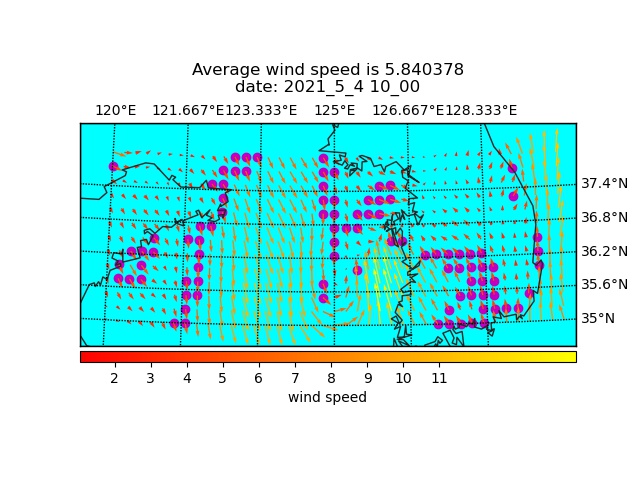 Average wind speed is 5.840378
date: 2021_5_4 10_00
120°E 121.667°E 123.333°E 125°E 126.667°E 128.333°E
37.4°N
36.8°N
36.2°N
35.6°N
35°N
2 3 4 5 6 7 8 9 10 11
wind speed